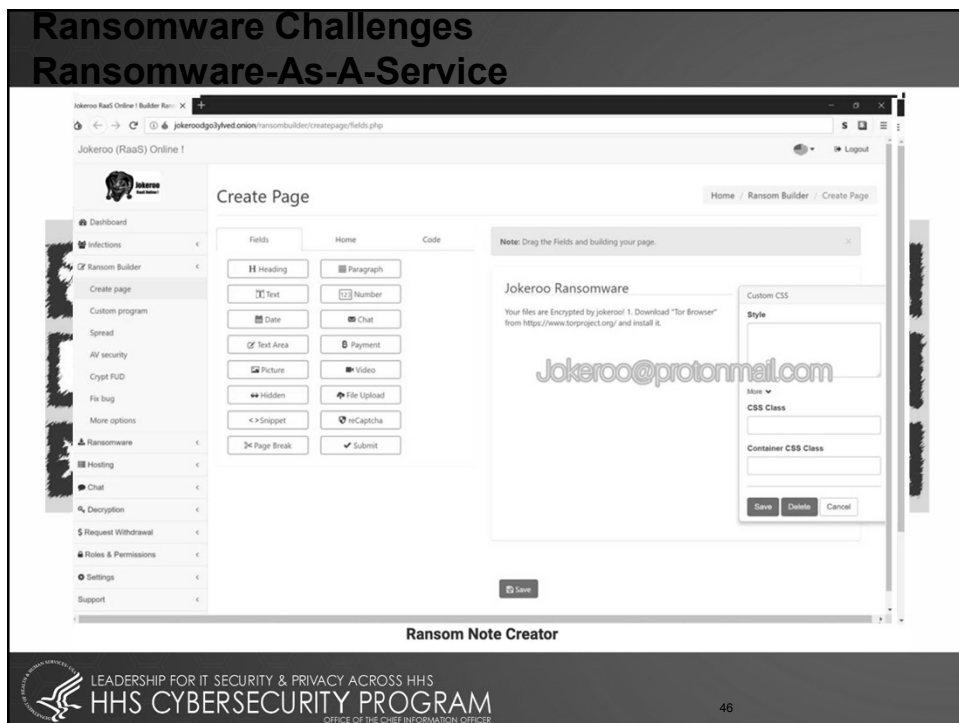 Ransomware Challenges
Ransomware-As-A-Service
Jokeroo RaaS Online ! Builder Rans
jokeroodgo3ylved.onion/ransombuilder/createpage/fields.php
Jokeroo (RaaS) Online !
Logout
Jokeroo
RaaS Online !
Create Page
Home / Ransom Builder / Create Page
Dashboard
Infections
Ransom Builder
Create page
Custom program
Spread
AV security
Crypt FUD
Fix bug
More options
Ransomware
Hosting
Chat
Decryption
$ Request Withdrawal
Roles & Permissions
Settings
Support
Fields Home Code
H Heading Paragraph
Text 123 Number
Date Chat
Text Area Payment
Picture Video
Hidden File Upload
<> Snippet reCaptcha
Page Break Submit
Note: Drag the Fields and building your page.
Jokeroo Ransomware
Your files are Encrypted by jokeroo! 1. Download "Tor Browser"
from https://www.torproject.org/ and install it.
Jokeroo@protonmail.com
Custom CSS
Style
More
CSS Class
Container CSS Class
Save Delete Cancel
Save
Ransom Note Creator
LEADERSHIP FOR IT SECURITY & PRIVACY ACROSS HHS
HHS CYBERSECURITY PROGRAM
OFFICE OF THE CHIEF INFORMATION OFFICER
46